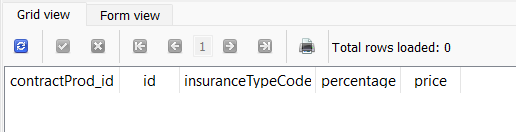 Grid view Form view
1 Total rows loaded: 0
contractProd_id id insuranceTypeCode percentage price